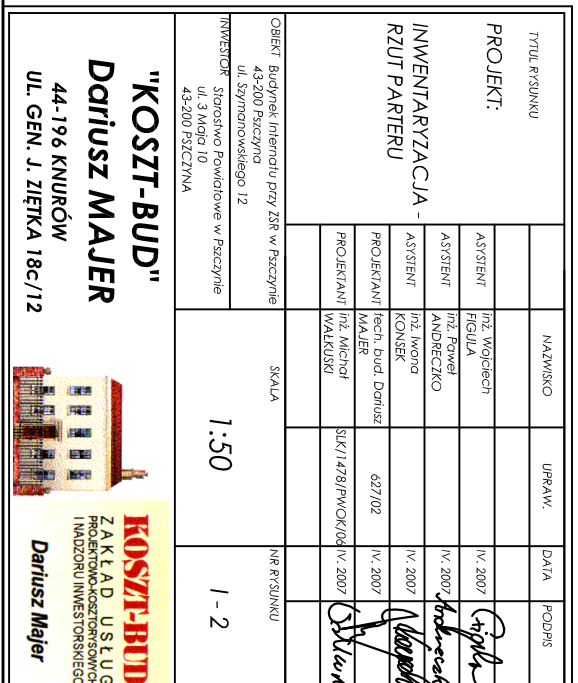 TYTUŁ RYSUNKU
PROJEKT:
INWENTARYZACJA -
RZUT PARTERU
NAZWISKO
UPRAW.
DATA
PODPIS
ASYSTENT
inż. Wojciech
FIGULA
IV. 2007
ASYSTENT
inż. Paweł
ANDRECZKO
IV. 2007
ASYSTENT
inż. Iwona
KONSEK
IV. 2007
PROJEKTANT
tech. bud. Dariusz
MAJER
627/02
IV. 2007
PROJEKTANT
inż. Michał
WAŁKUSKI
SLK/1478/PWOK/06
IV. 2007
OBIEKT Budynek Internatu przy ZSR w Pszczynie
43-200 Pszczyna
ul. Szymanowskiego 12
INWESTOR Starostwo Powiatowe w Pszczynie
ul. 3 Maja 10
43-200 PSZCZYNA
SKALA
1:50
NR RYSUNKU
I - 2
"KOSZT-BUD"
Dariusz MAJER
44-196 KNURÓW
UL. GEN. J. ZIĘTKA 18c/12
KOSZT-BUD
ZAKŁAD USŁUG
PROJEKTOWO-KOSZTORYSOWYCH
I NADZORU INWESTORSKIEGO
Dariusz Majer